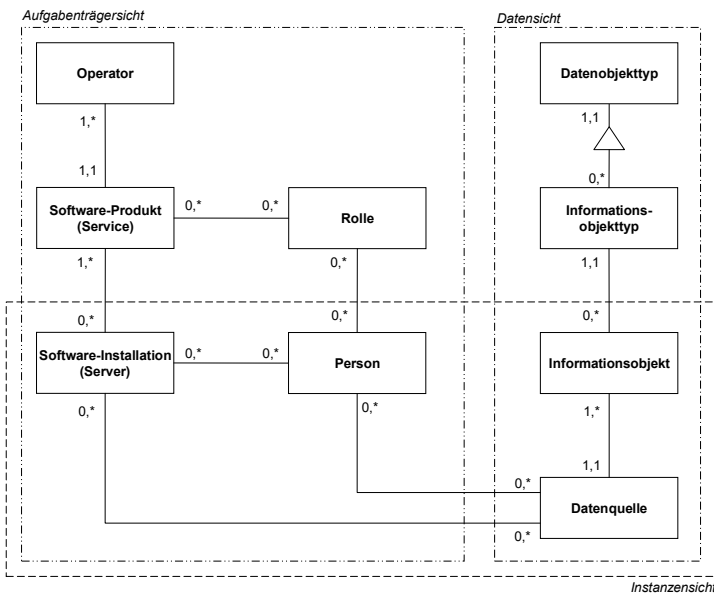 Aufgabenträgersicht
Datensicht
Operator
Datenobjekttyp
1,*
1,1
1,1
0,*
Software-Produkt
(Service)
0,*
0,*
Rolle
Informations-
objekttyp
1,*
0,*
1,1
0,*
0,*
0,*
Software-Installation
(Server)
0,*
0,*
Person
Informationsobjekt
0,*
0,*
1,*
1,1
0,*
Datenquelle
0,*
Instanzensicht